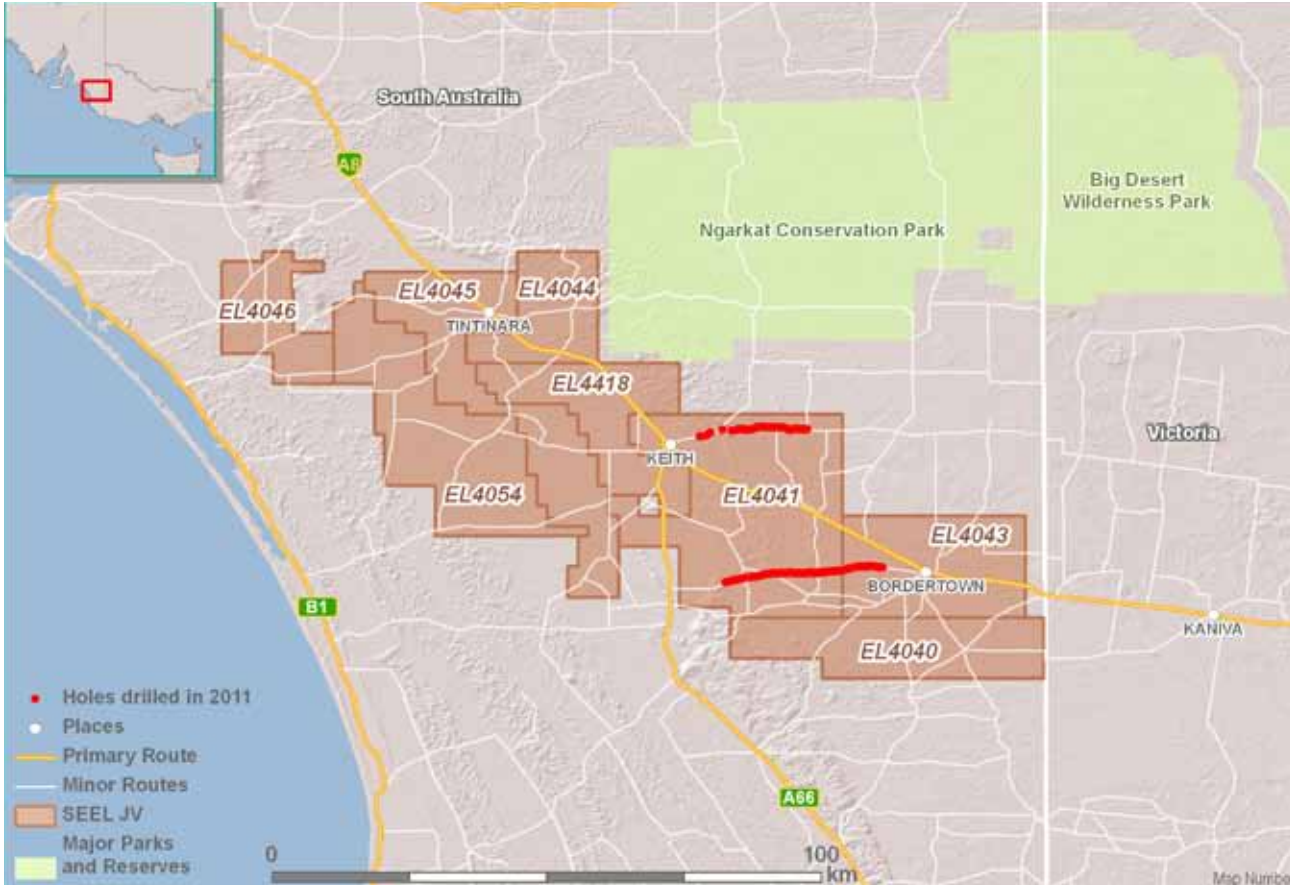 South Australia
A8
Big Desert
Wilderness Park
Ngarkat Conservation Park
EL4046
EL4045
EL4044
TINTINARA
EL4418
Victoria
KEITH
EL4054
EL4041
EL4043
BORDERTOWN
B1
KANIVA
EL4040
A66
Holes drilled in 2011
Places
Primary Route
Minor Routes
SEEL JV
Major Parks
and Reserves
0
100
km
Map Number